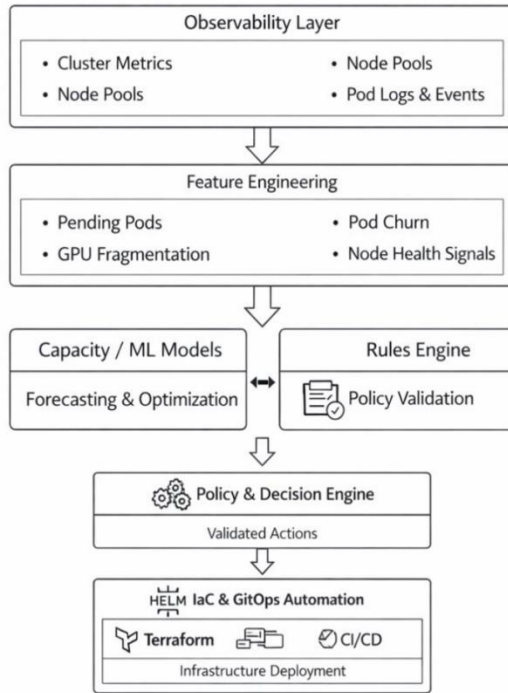 Observability Layer
• Cluster Metrics
• Node Pools
• Node Pools
• Pod Logs & Events
Feature Engineering
• Pending Pods
• Pod Churn
• GPU Fragmentation
• Node Health Signals
Capacity / ML Models
Forecasting & Optimization
Rules Engine
Policy Validation
Policy & Decision Engine
Validated Actions
HELM IaC & GitOps Automation
Terraform
CI/CD
Infrastructure Deployment